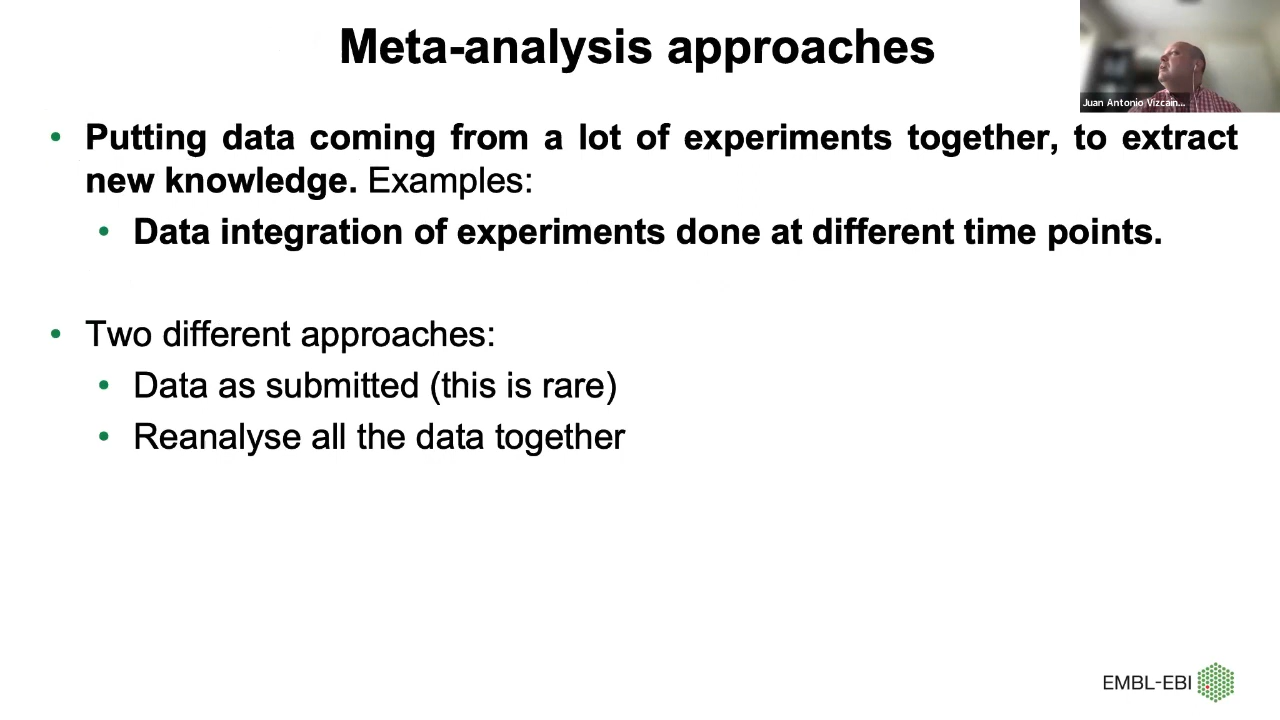 Meta-analysis approaches
Juan Antonio Vizcain...
• Putting data coming from a lot of experiments together, to extract
new knowledge. Examples:
• Data integration of experiments done at different time points.
• Two different approaches:
• Data as submitted (this is rare)
• Reanalyse all the data together
EMBL-EBI